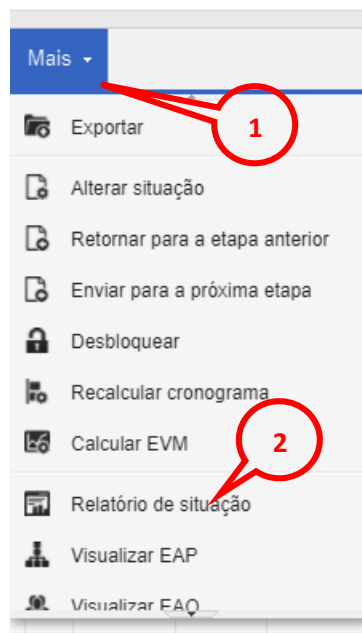 Mais
Exportar
1
Alterar situação
Retornar para a etapa anterior
Enviar para a próxima etapa
Desbloquear
Recalcular cronograma
Calcular EVM
2
Relatório de situação
Visualizar EAP
Visualizar EAO